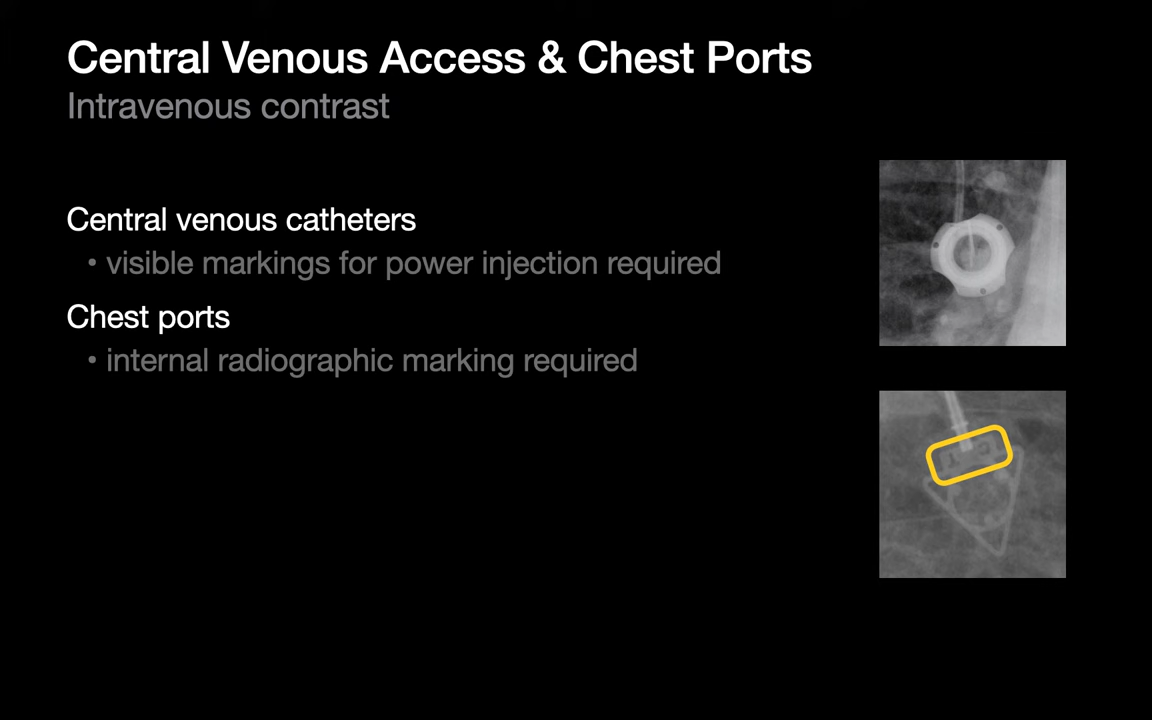 Central Venous Access & Chest Ports
Intravenous contrast
Central venous catheters
• visible markings for power injection required
Chest ports
• internal radiographic marking required
C T